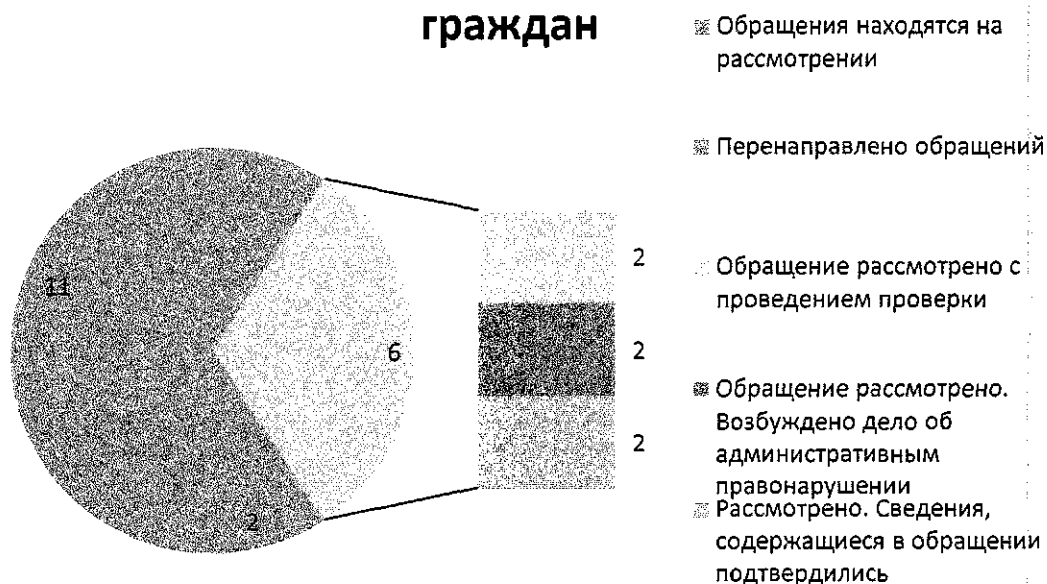 граждан
Обращения находятся на
рассмотрении
Перенаправлено обращений
Обращение рассмотрено с
проведением проверки
Обращение рассмотрено.
Возбуждено дело об
административным
правонарушении
Рассмотрено. Сведения,
содержащиеся в обращении
подтвердились
11
2
6
2
2
2